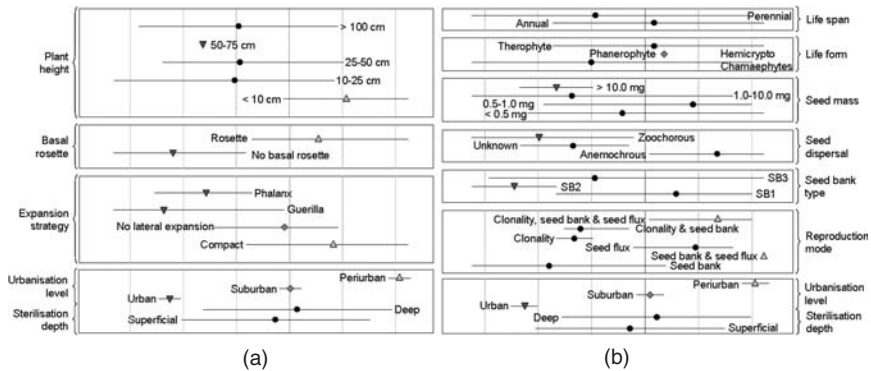 Plant height
> 100 cm
50-75 cm
25-50 cm
10-25 cm
< 10 cm
Basal rosette
Rosette
No basal rosette
Expansion strategy
Phalanx
Guerilla
No lateral expansion
Compact
Urbanisation level
Sterilisation depth
Periurban
Suburban
Urban
Deep
Superficial
(a)
Perennial
Annual
Life span
Therophyte
Phanerophyte
Hemicrypto
Chamaephytes
Life form
> 10.0 mg
1.0-10.0 mg
0.5-1.0 mg
< 0.5 mg
Seed mass
Zoochorous
Unknown
Anemochrous
Seed dispersal
SB3
SB2
SB1
Seed bank type
Clonality, seed bank & seed flux
Clonality & seed bank
Clonality
Seed flux
Seed bank & seed flux
Seed bank
Reproduction mode
Periurban
Suburban
Urban
Deep
Superficial
Urbanisation level
Sterilisation depth
(b)